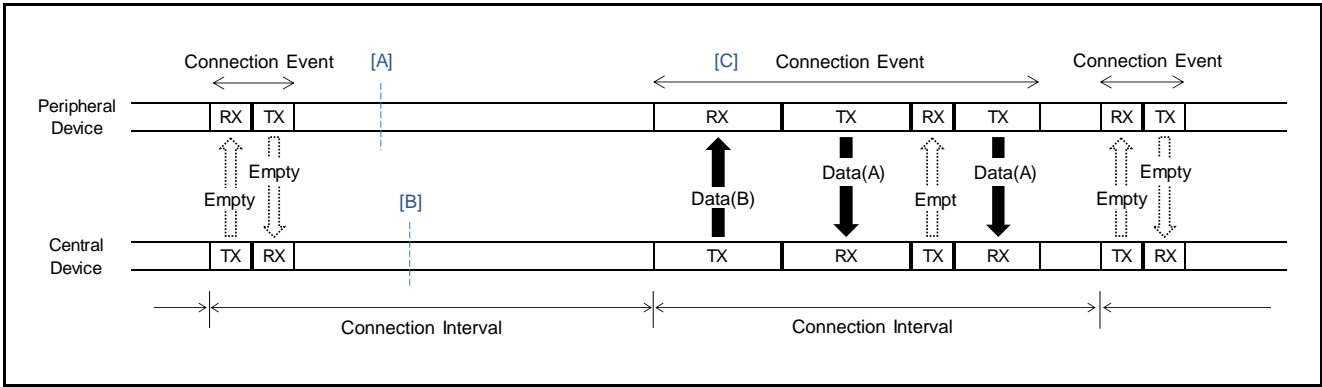 Connection Event [A] [C] Connection Event Connection Event
Peripheral
Device
RX TX RX TX RX TX RX TX
Empty Empty
Data(A) Data(A)
Empty Data(B) Empt Empty
[B]
Central
Device
TX RX TX RX TX RX TX RX
Connection Interval Connection Interval